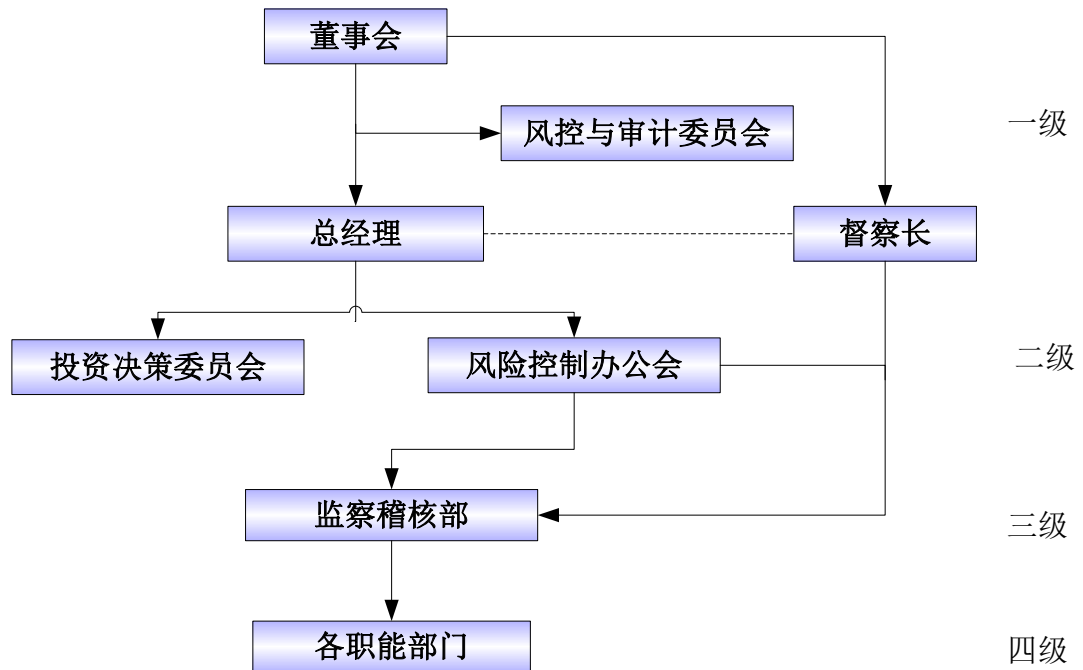 董事会
风控与审计委员会
一级
总经理
督察长
投资决策委员会
风险控制办公会
二级
监察稽核部
三级
各职能部门
四级